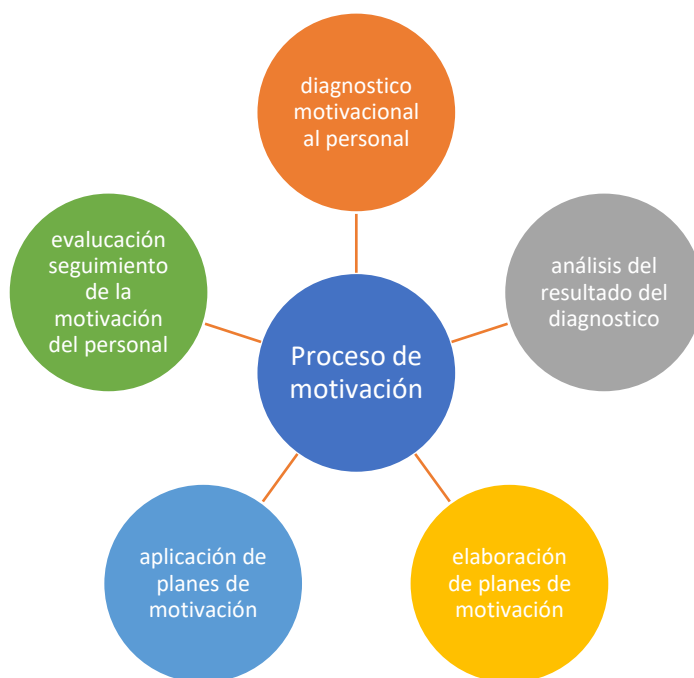 diagnostico
motivacional
al personal
análisis del
resultado del
diagnostico
elaboración
de planes de
motivación
aplicación de
planes de
motivación
evalucación
seguimiento
de la
motivación
del personal
Proceso de
motivación